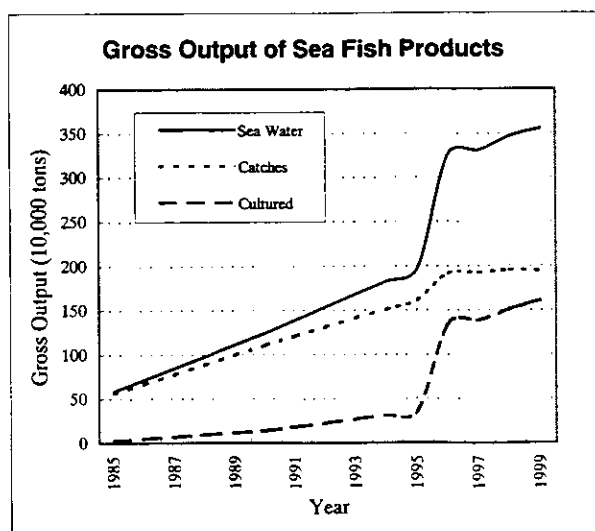 Gross Output of Sea Fish Products
Gross Output (10,000 tons)
400
350
300
250
200
150
100
50
0
Sea Water
Catches
Cultured
1985
1987
1989
1991
1993
1995
1997
1999
Year